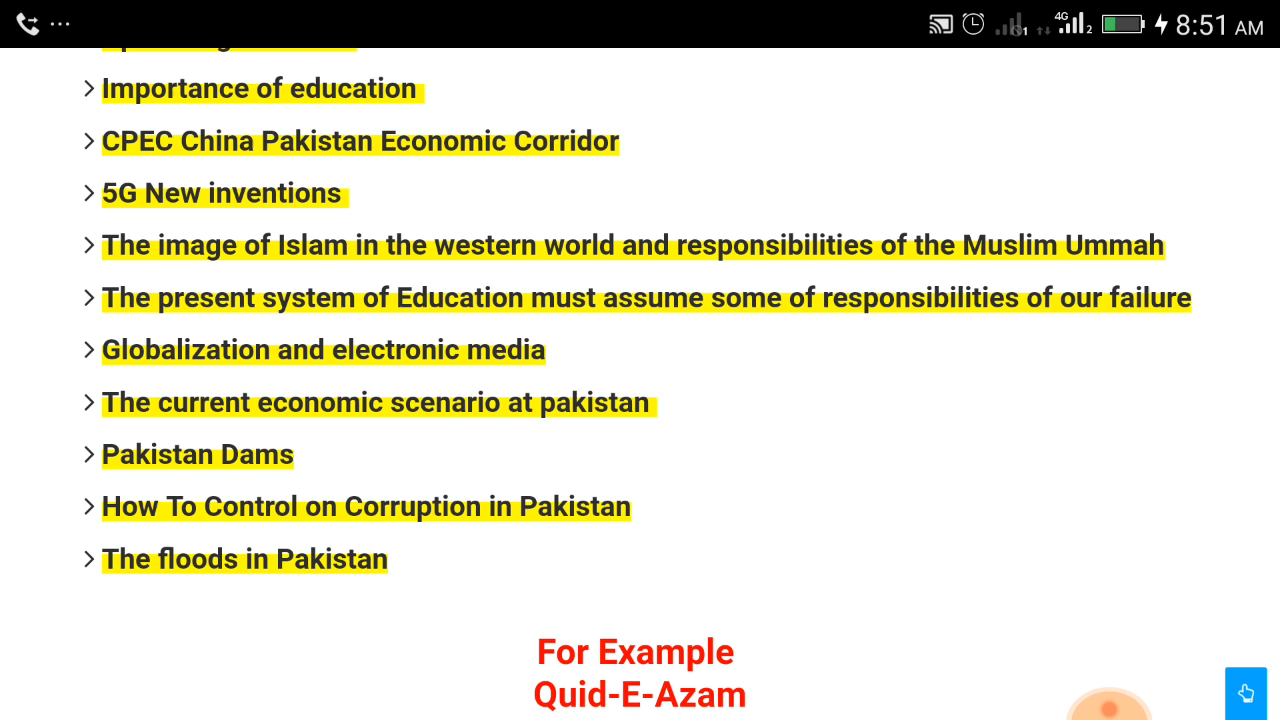 4G 1 2 8:51 AM
Importance of education
CPEC China Pakistan Economic Corridor
5G New inventions
The image of Islam in the western world and responsibilities of the Muslim Ummah
The present system of Education must assume some of responsibilities of our failure
Globalization and electronic media
The current economic scenario at pakistan
Pakistan Dams
How To Control on Corruption in Pakistan
The floods in Pakistan
For Example
Quid-E-Azam